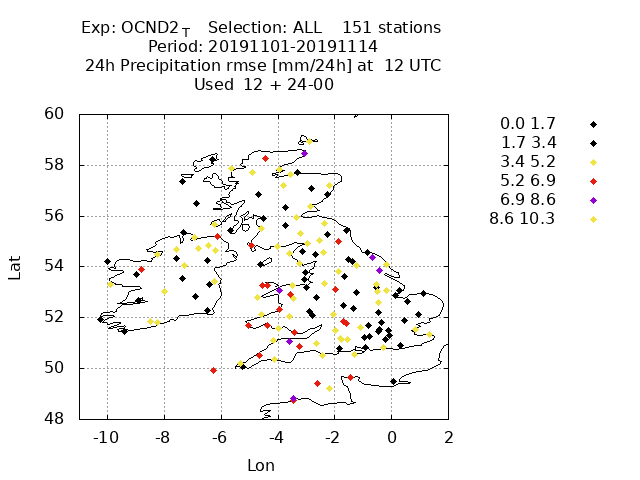 Exp: OCND2T Selection: ALL 151 stations
Period: 20191101-20191114
24h Precipitation rmse [mm/24h] at 12 UTC
Used 12 + 24-00
60
58
56
54
52
50
48
-10 -8 -6 -4 -2 0 2
Lat
Lon
0.0 1.7
1.7 3.4
3.4 5.2
5.2 6.9
6.9 8.6
8.6 10.3